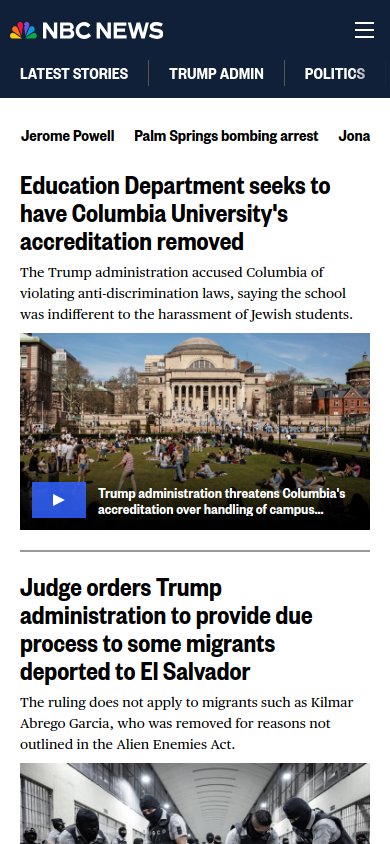 NBC NEWS
LATEST STORIES TRUMP ADMIN POLITICS
Jerome Powell Palm Springs bombing arrest Jona
Education Department seeks to
have Columbia University's
accreditation removed
The Trump administration accused Columbia of
violating anti-discrimination laws, saying the school
was indifferent to the harassment of Jewish students.
Trump administration threatens Columbia's
accreditation over handling of campus...
Judge orders Trump
administration to provide due
process to some migrants
deported to El Salvador
The ruling does not apply to migrants such as Kilmar
Abrego Garcia, who was removed for reasons not
outlined in the Alien Enemies Act.